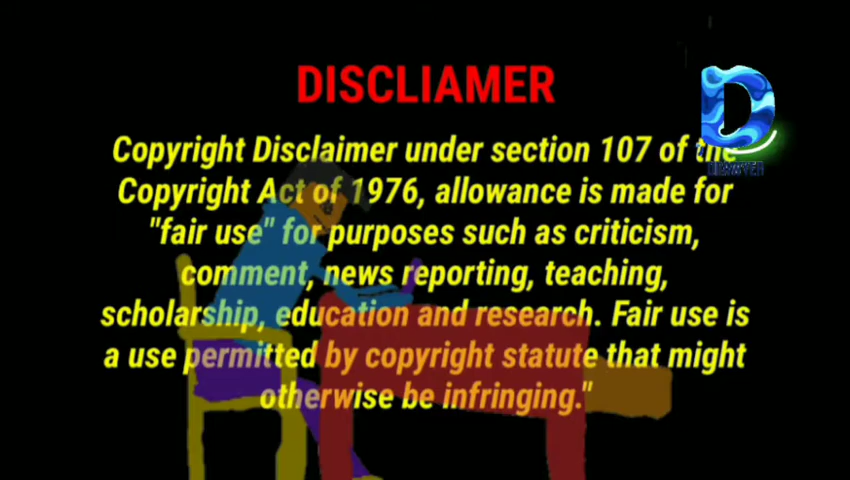 DISCLIAMER
Copyright Disclaimer under section 107 of the
Copyright Act of 1976, allowance is made for
"fair use" for purposes such as criticism,
comment, news reporting, teaching,
scholarship, education and research. Fair use is
a use permitted by copyright statute that might
otherwise be infringing."
D